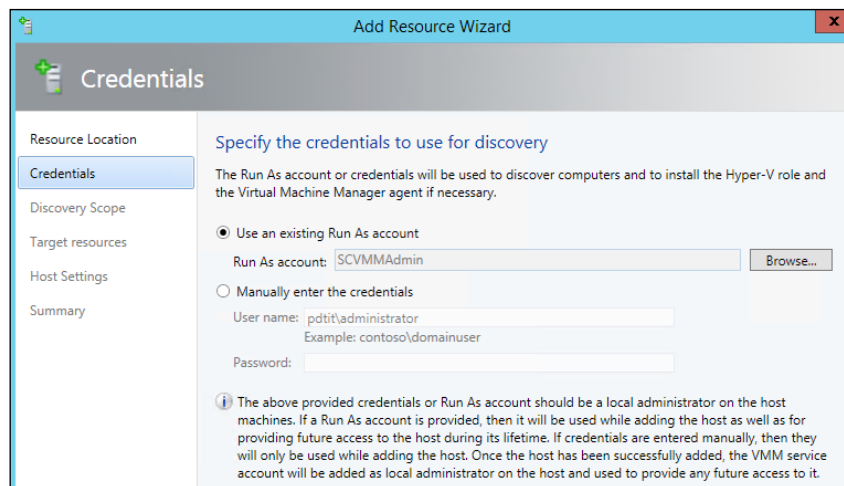 Add Resource Wizard
x
Credentials
Resource Location
Credentials
Discovery Scope
Target resources
Host Settings
Summary
Specify the credentials to use for discovery
The Run As account or credentials will be used to discover computers and to install the Hyper-V role and
the Virtual Machine Manager agent if necessary.
Use an existing Run As account
Run As account: SCVMMAdmin Browse...
Manually enter the credentials
User name: pdtit\administrator
Example: contoso\domainuser
Password:
The above provided credentials or Run As account should be a local administrator on the host
machines. If a Run As account is provided, then it will be used while adding the host as well as for
providing future access to the host during its lifetime. If credentials are entered manually, then they
will only be used while adding the host. Once the host has been successfully added, the VMM service
account will be added as local administrator on the host and used to provide any future access to it.